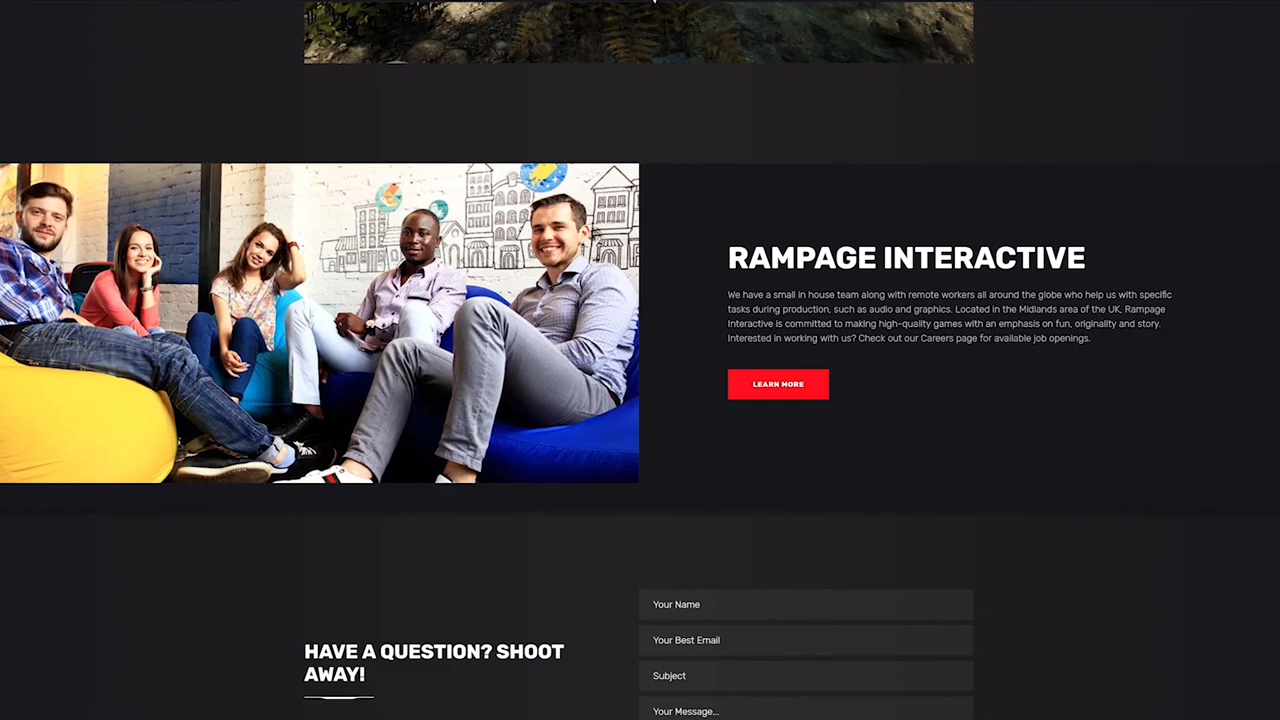 RAMPAGE INTERACTIVE
We have a small in house team along with remote workers all around the globe who help us with specific
tasks during production, such as audio and graphics. Located in the Midlands area of the UK, Rampage
Interactive is committed to making high-quality games with an emphasis on fun, originality and story.
Interested in working with us? Check out our Careers page for available job openings.
LEARN MORE
HAVE A QUESTION? SHOOT
AWAY!
Your Name
Your Best Email
Subject
Your Message...